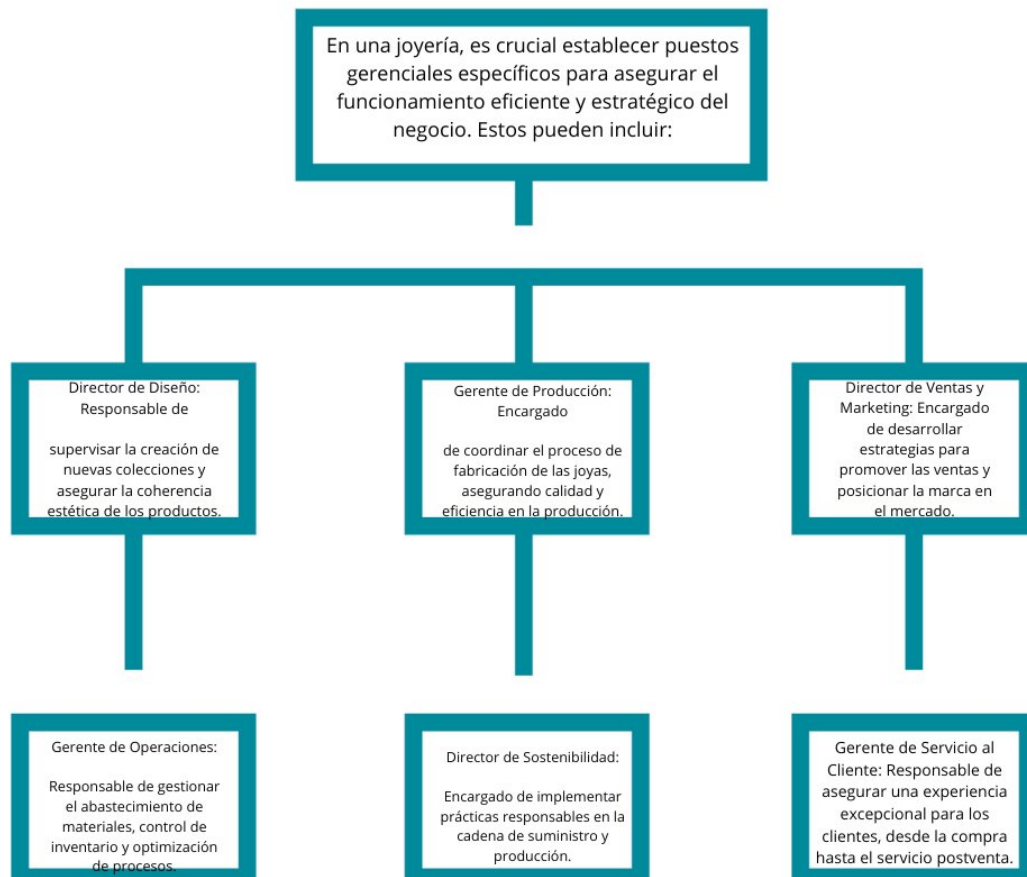 En una joyería, es crucial establecer puestos
gerenciales específicos para asegurar el
funcionamiento eficiente y estratégico del
negocio. Estos pueden incluir:
Director de Diseño:
Responsable de
supervisar la creación de
nuevas colecciones y
asegurar la coherencia
estética de los productos.
Gerente de Producción:
Encargado
de coordinar el proceso de
fabricación de las joyas,
asegurando calidad y
eficiencia en la producción.
Director de Ventas y
Marketing: Encargado
de desarrollar
estrategias para
promover las ventas y
posicionar la marca en
el mercado.
Gerente de Operaciones:
Responsable de gestionar
el abastecimiento de
materiales, control de
inventario y optimización
de procesos.
Director de Sostenibilidad:
Encargado de implementar
prácticas responsables en la
cadena de suministro y
producción.
Gerente de Servicio al
Cliente: Responsable de
asegurar una experiencia
excepcional para los
clientes, desde la compra
hasta el servicio postventa.